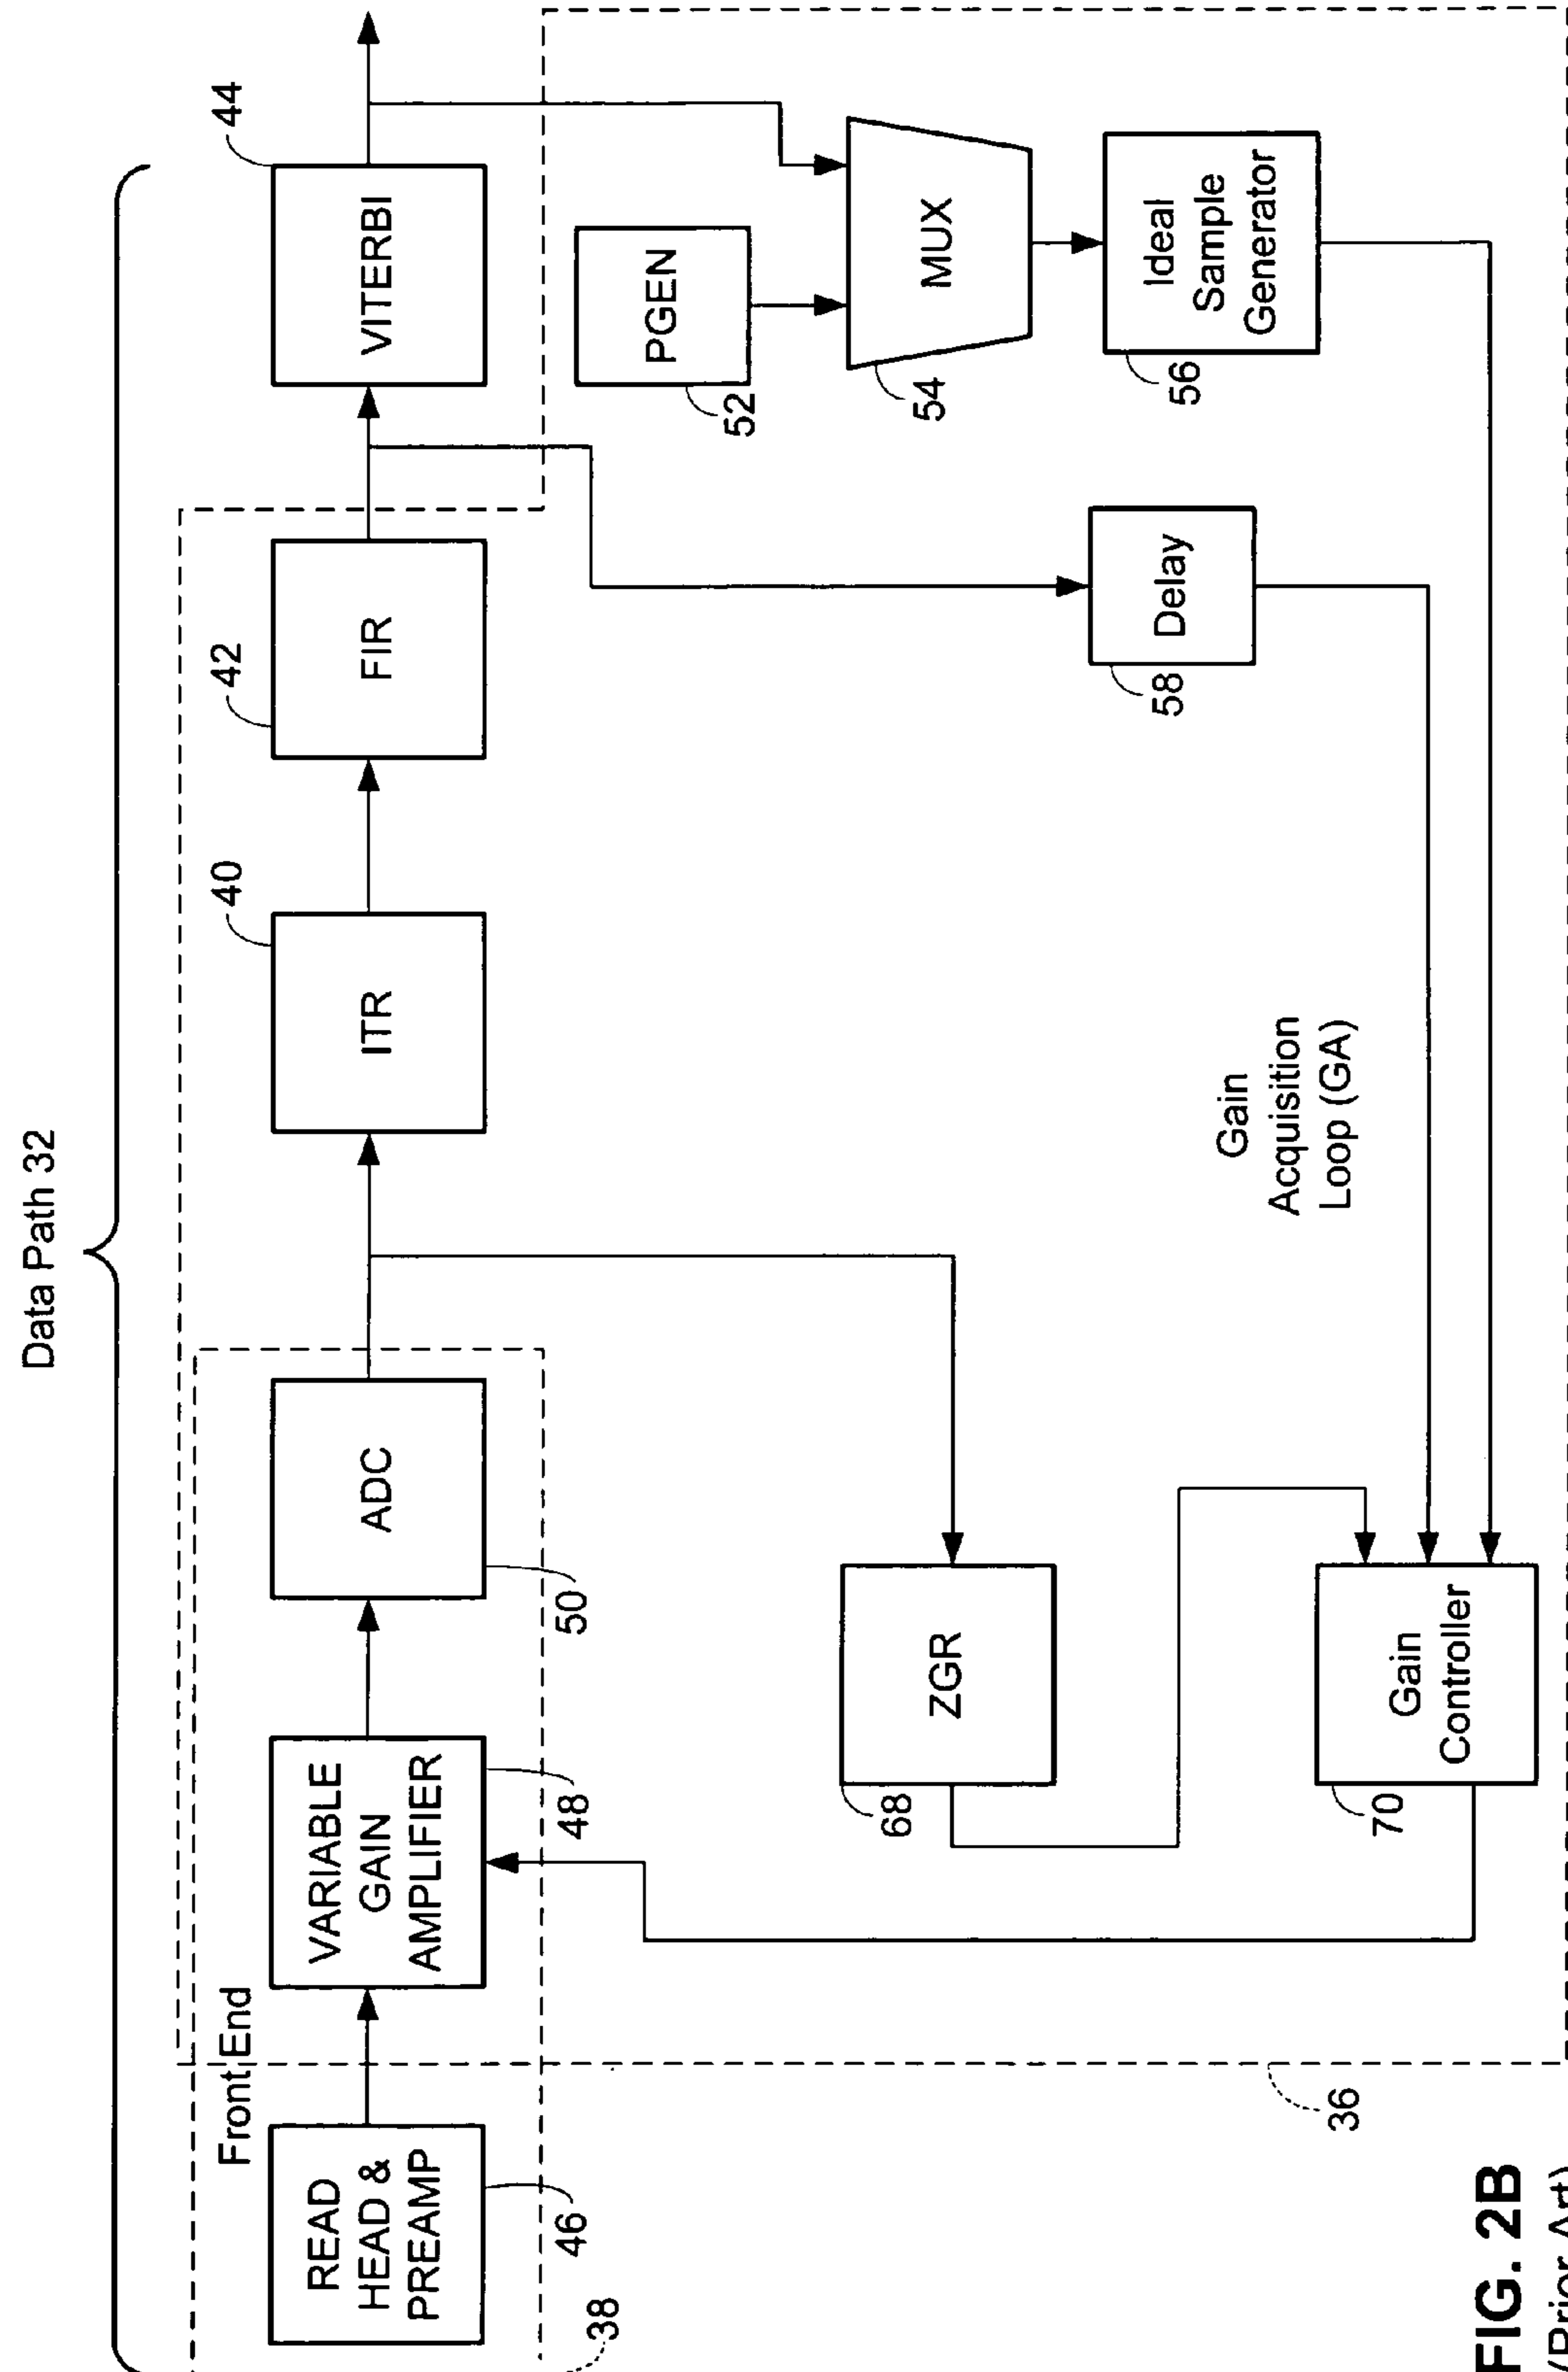 Data Path 32
Front End
READ
HEAD &
PREAMP
46
38
VARIABLE
GAIN
AMPLIFIER
48
ADC
50
ITR
40
FIR
42
VITERBI
44
PGEN
52
MUX
54
Ideal
Sample
Generator
56
Delay
58
ZGR
68
Gain
Controller
70
Gain
Acquisition
Loop (GA)
36
FIG. 2B
(Prior Art)